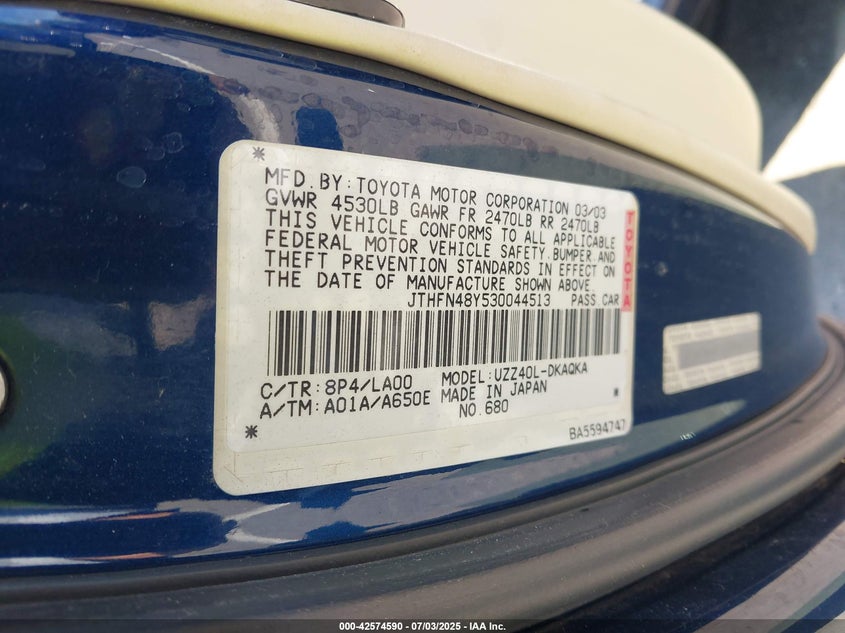 MFD. BY: TOYOTA MOTOR CORPORATION 03/03
GVWR 4530LB GAWR FR 2470LB RR 2470LB
THIS VEHICLE CONFORMS TO ALL APPLICABLE
FEDERAL MOTOR VEHICLE SAFETY, BUMPER, AND
THEFT PREVENTION STANDARDS IN EFFECT ON
THE DATE OF MANUFACTURE SHOWN ABOVE.
JTHFN48Y530044513 PASS CAR
TOYOTA
C/TR: 8P4/LA00 MODEL: UZZ40L-DKAQKA
A/TM: A01A/A650E MADE IN JAPAN
NO. 680
BA5594747
000-42574590 - 07/03/2025 - IAA Inc.